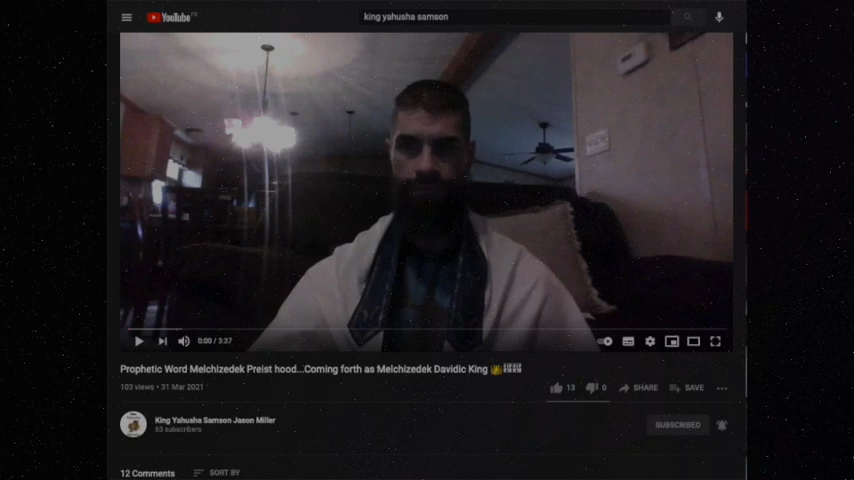 YouTube FR
king yahusha samson
0:00 / 3:37
Prophetic Word Melchizedek Preist hood...Coming forth as Melchizedek Davidic King
103 views • 31 Mar 2021
13
0
SHARE
SAVE
King Yahusha Samson Jason Miller
63 subscribers
SUBSCRIBED
12 Comments
SORT BY